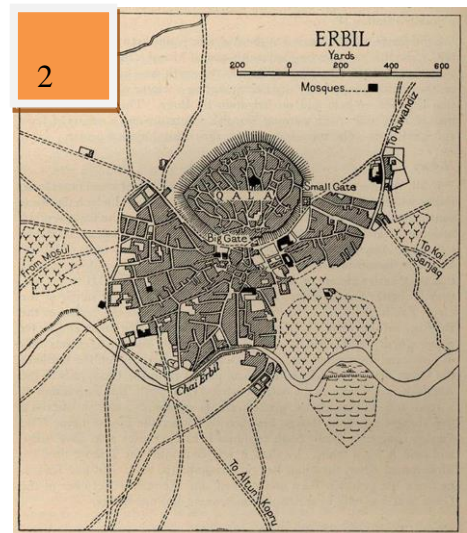 2
ERBIL
Yards
200 0 200 400 600
Mosques
To Ruwandiz
QALA
Small Gate
Big Gate
To Koi
Sanjaq
From Mosul
Chai Erbil
To Altun
Kopru